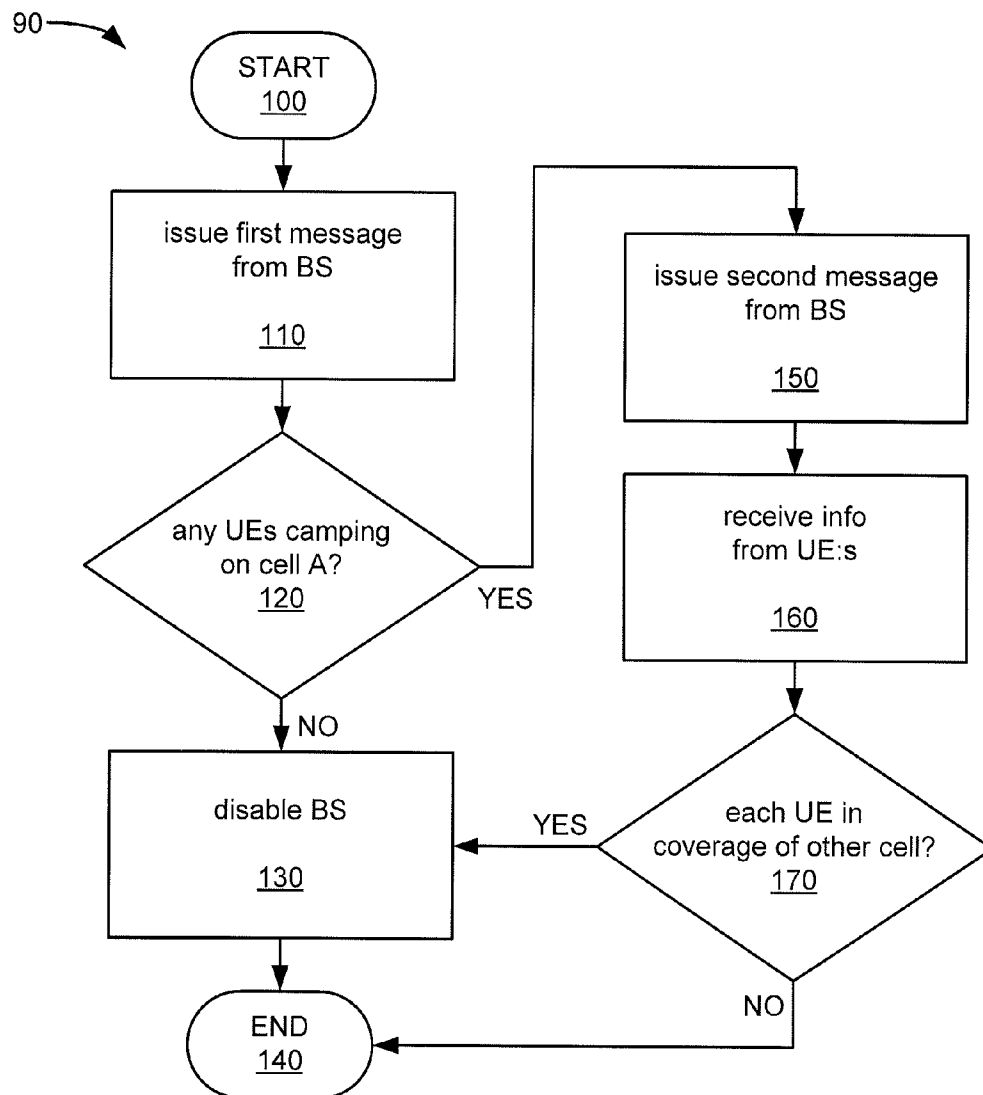 90
START
100
issue first message
from BS
110
any UEs camping
on cell A?
120
YES
NO
disable BS
130
END
140
issue second message
from BS
150
receive info
from UE:s
160
each UE in
coverage of other cell?
170
YES
NO